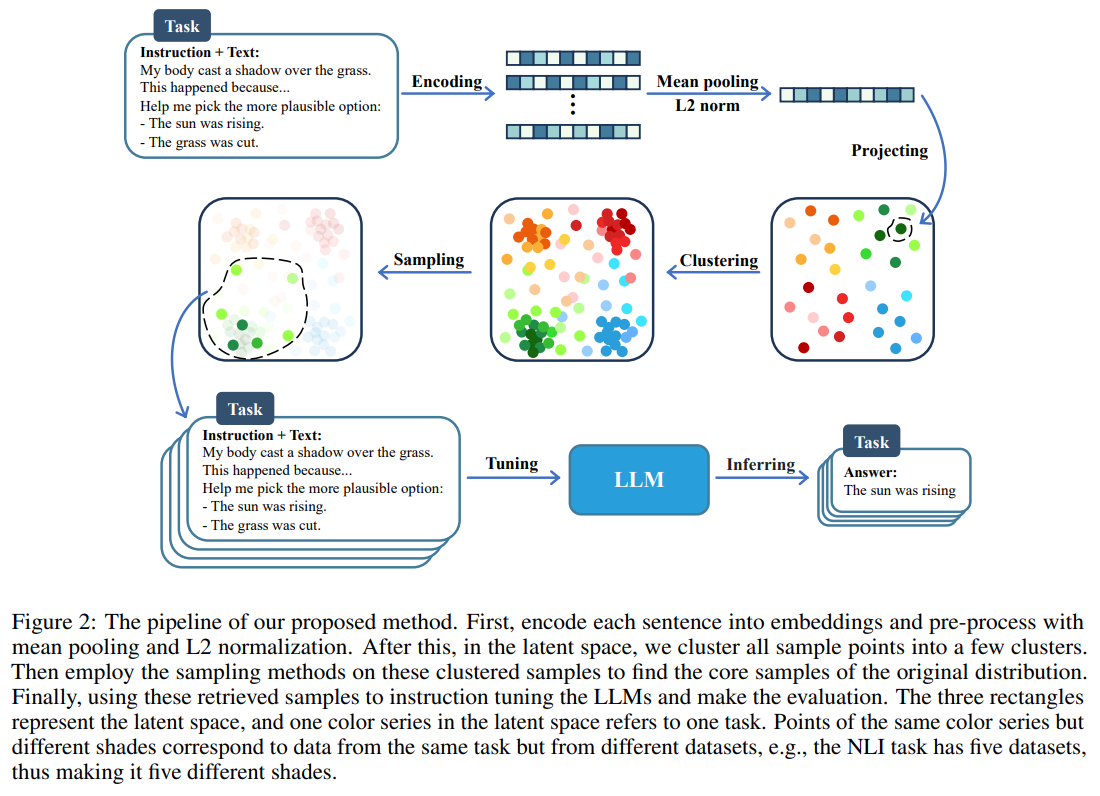 Task
Instruction + Text:
My body cast a shadow over the grass.
This happened because...
Help me pick the more plausible option:
- The sun was rising.
- The grass was cut.
Encoding
Mean pooling
L2 norm
Projecting
Clustering
Sampling
Task
Instruction + Text:
My body cast a shadow over the grass.
This happened because...
Help me pick the more plausible option:
- The sun was rising.
- The grass was cut.
Tuning
LLM
Inferring
Task
Answer:
The sun was rising
Figure 2: The pipeline of our proposed method. First, encode each sentence into embeddings and pre-process with
mean pooling and L2 normalization. After this, in the latent space, we cluster all sample points into a few clusters.
Then employ the sampling methods on these clustered samples to find the core samples of the original distribution.
Finally, using these retrieved samples to instruction tuning the LLMs and make the evaluation. The three rectangles
represent the latent space, and one color series in the latent space refers to one task. Points of the same color series but
different shades correspond to data from the same task but from different datasets, e.g., the NLI task has five datasets,
thus making it five different shades.